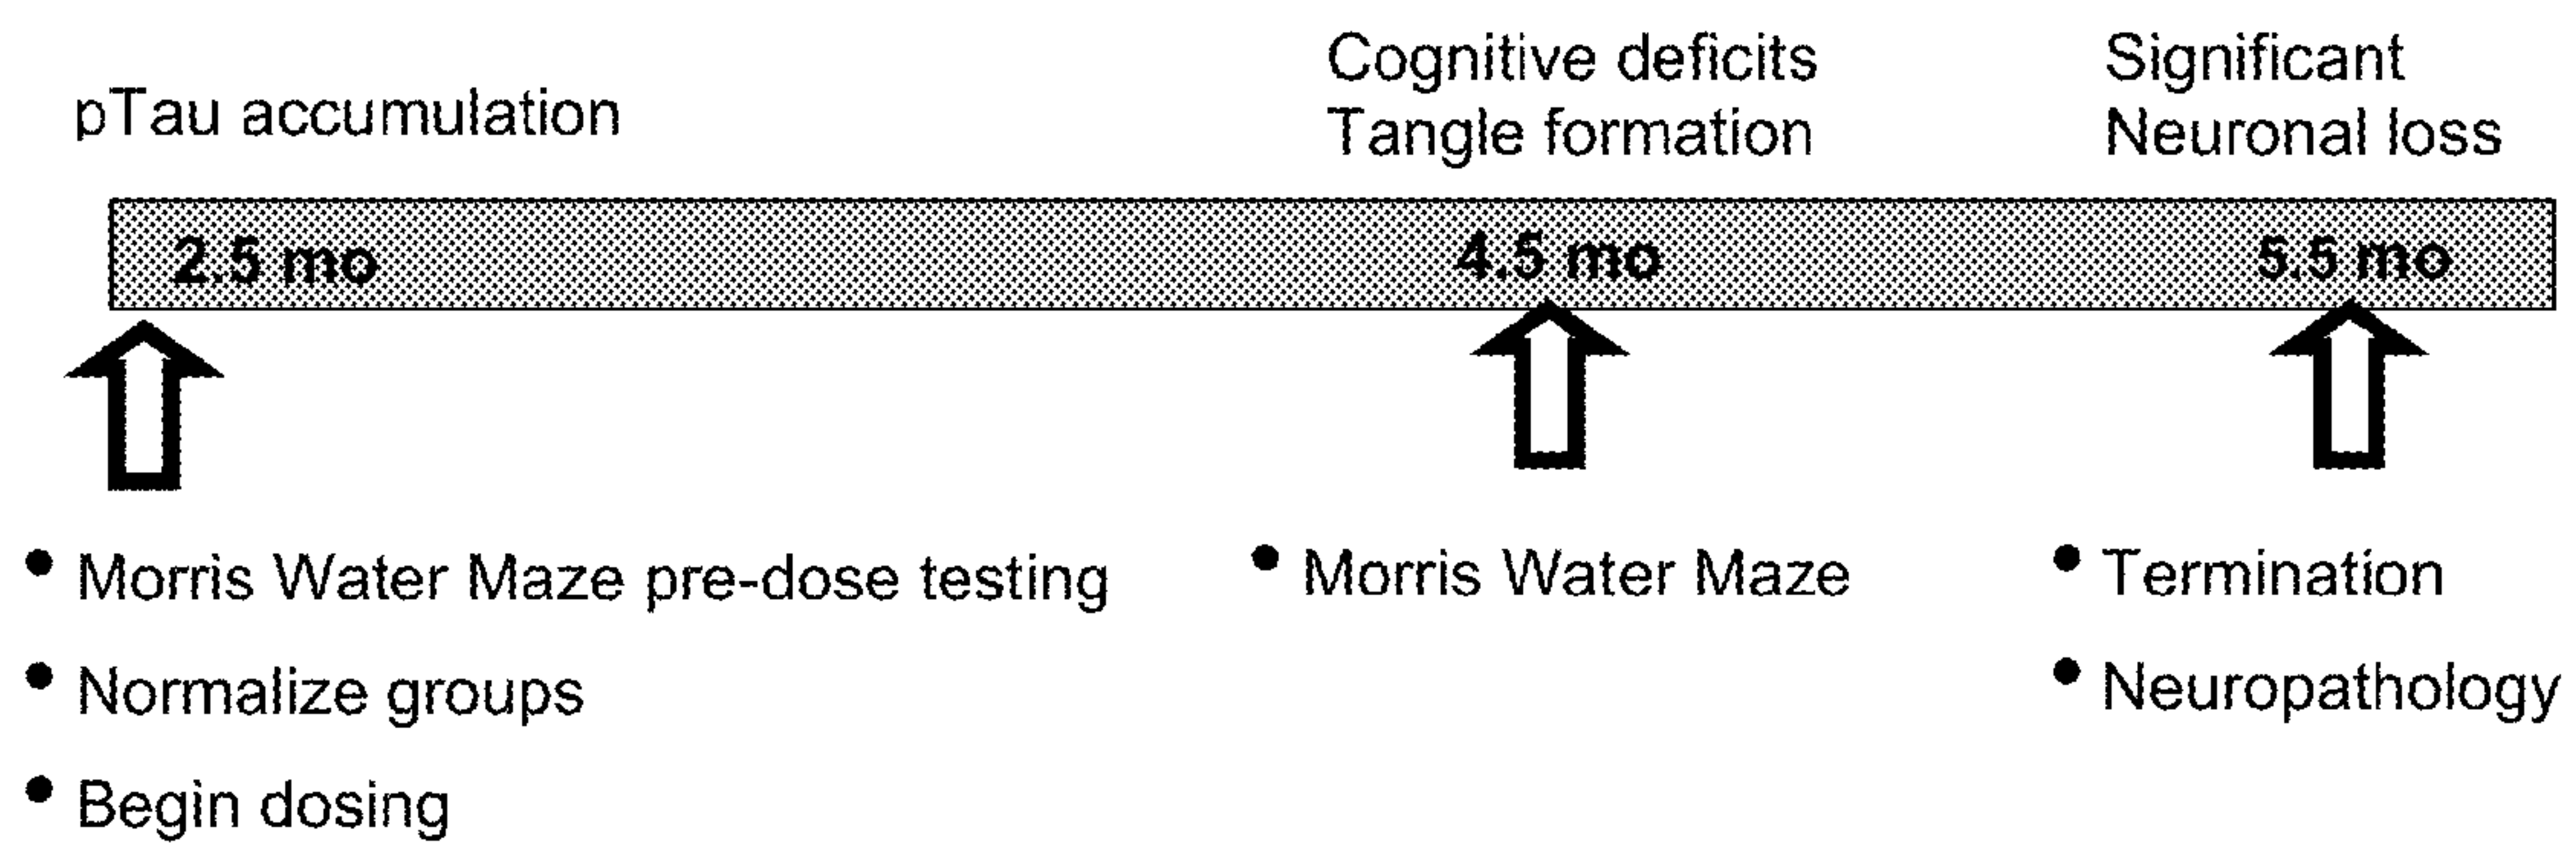 pTau accumulation
Cognitive deficits
Tangle formation
Significant
Neuronal loss
2.5 mo
4.5 mo
5.5 mo
• Morris Water Maze pre-dose testing
• Normalize groups
• Begin dosing
• Morris Water Maze
• Termination
• Neuropathology